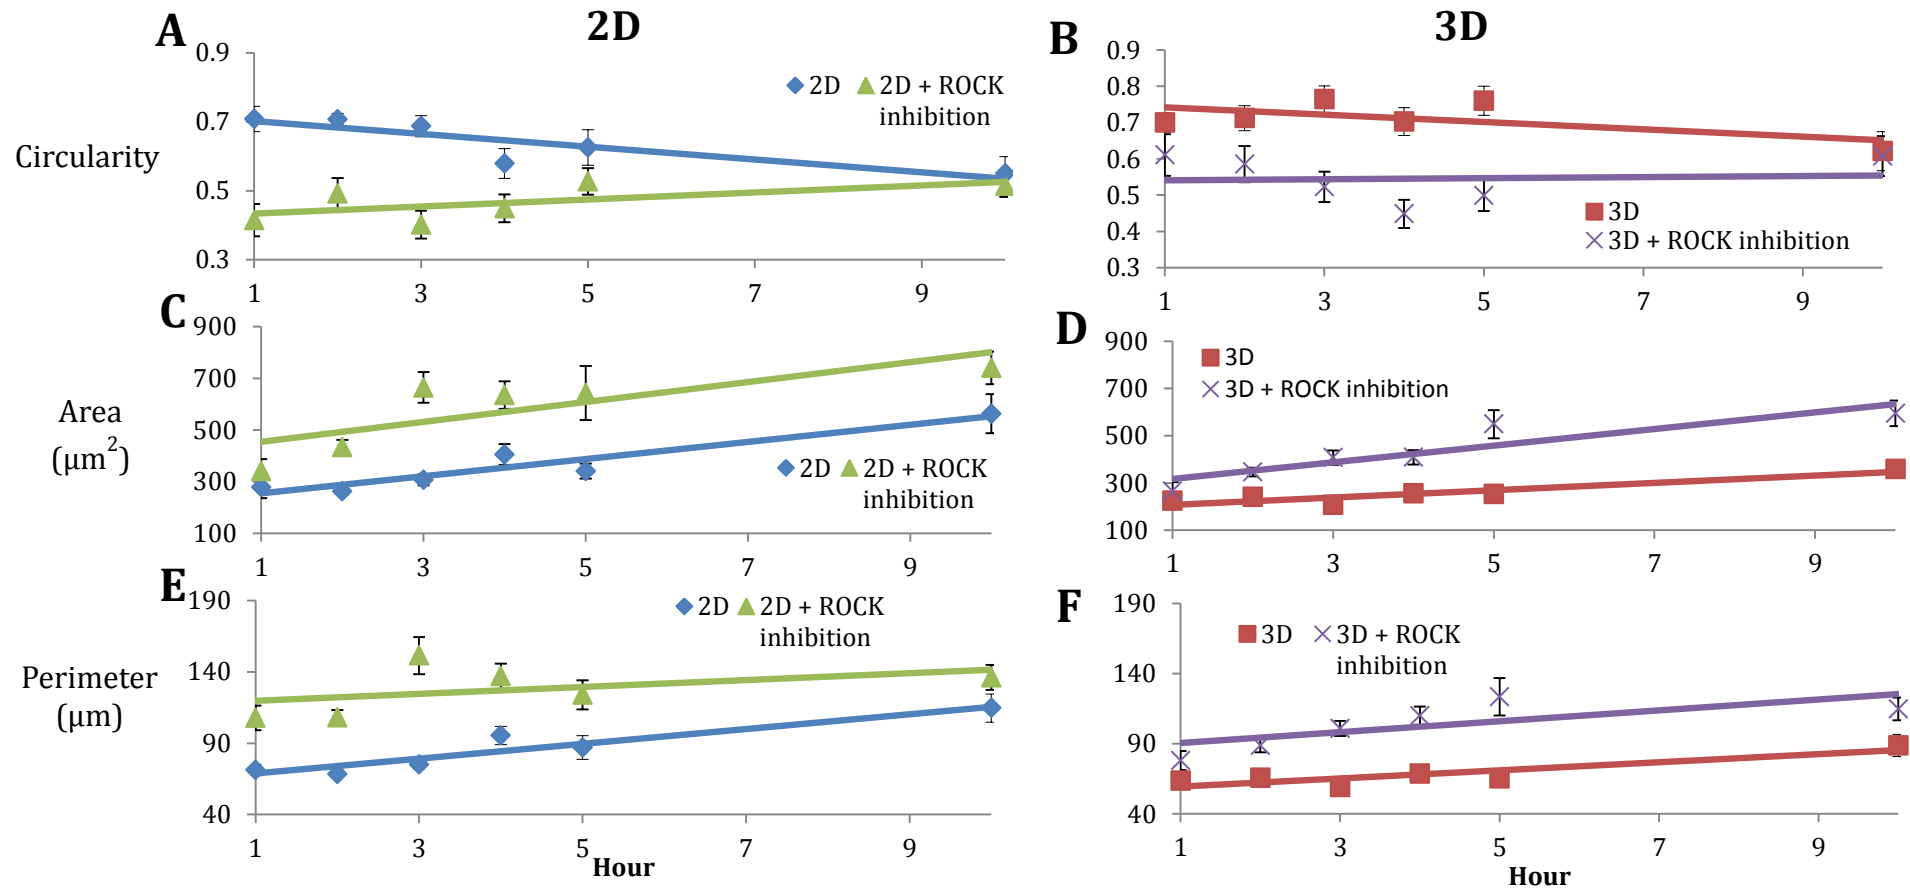 2D
3D
A
0.9
0.7
0.5
0.3
1
3
5
7
9
2D
2D + ROCK
inhibition
Circularity
B
0.9
0.8
0.7
0.6
0.5
0.4
0.3
1
3
5
7
9
3D
3D + ROCK inhibition
C
900
700
500
300
100
1
3
5
7
9
2D
2D + ROCK
inhibition
Area
(µm²)
D
900
700
500
300
100
1
3
5
7
9
3D
3D + ROCK inhibition
E
190
140
90
40
1
3
5
7
9
2D
2D + ROCK
inhibition
Perimeter
(µm)
Hour
F
190
140
90
40
1
3
5
7
9
3D
3D + ROCK
inhibition
Hour